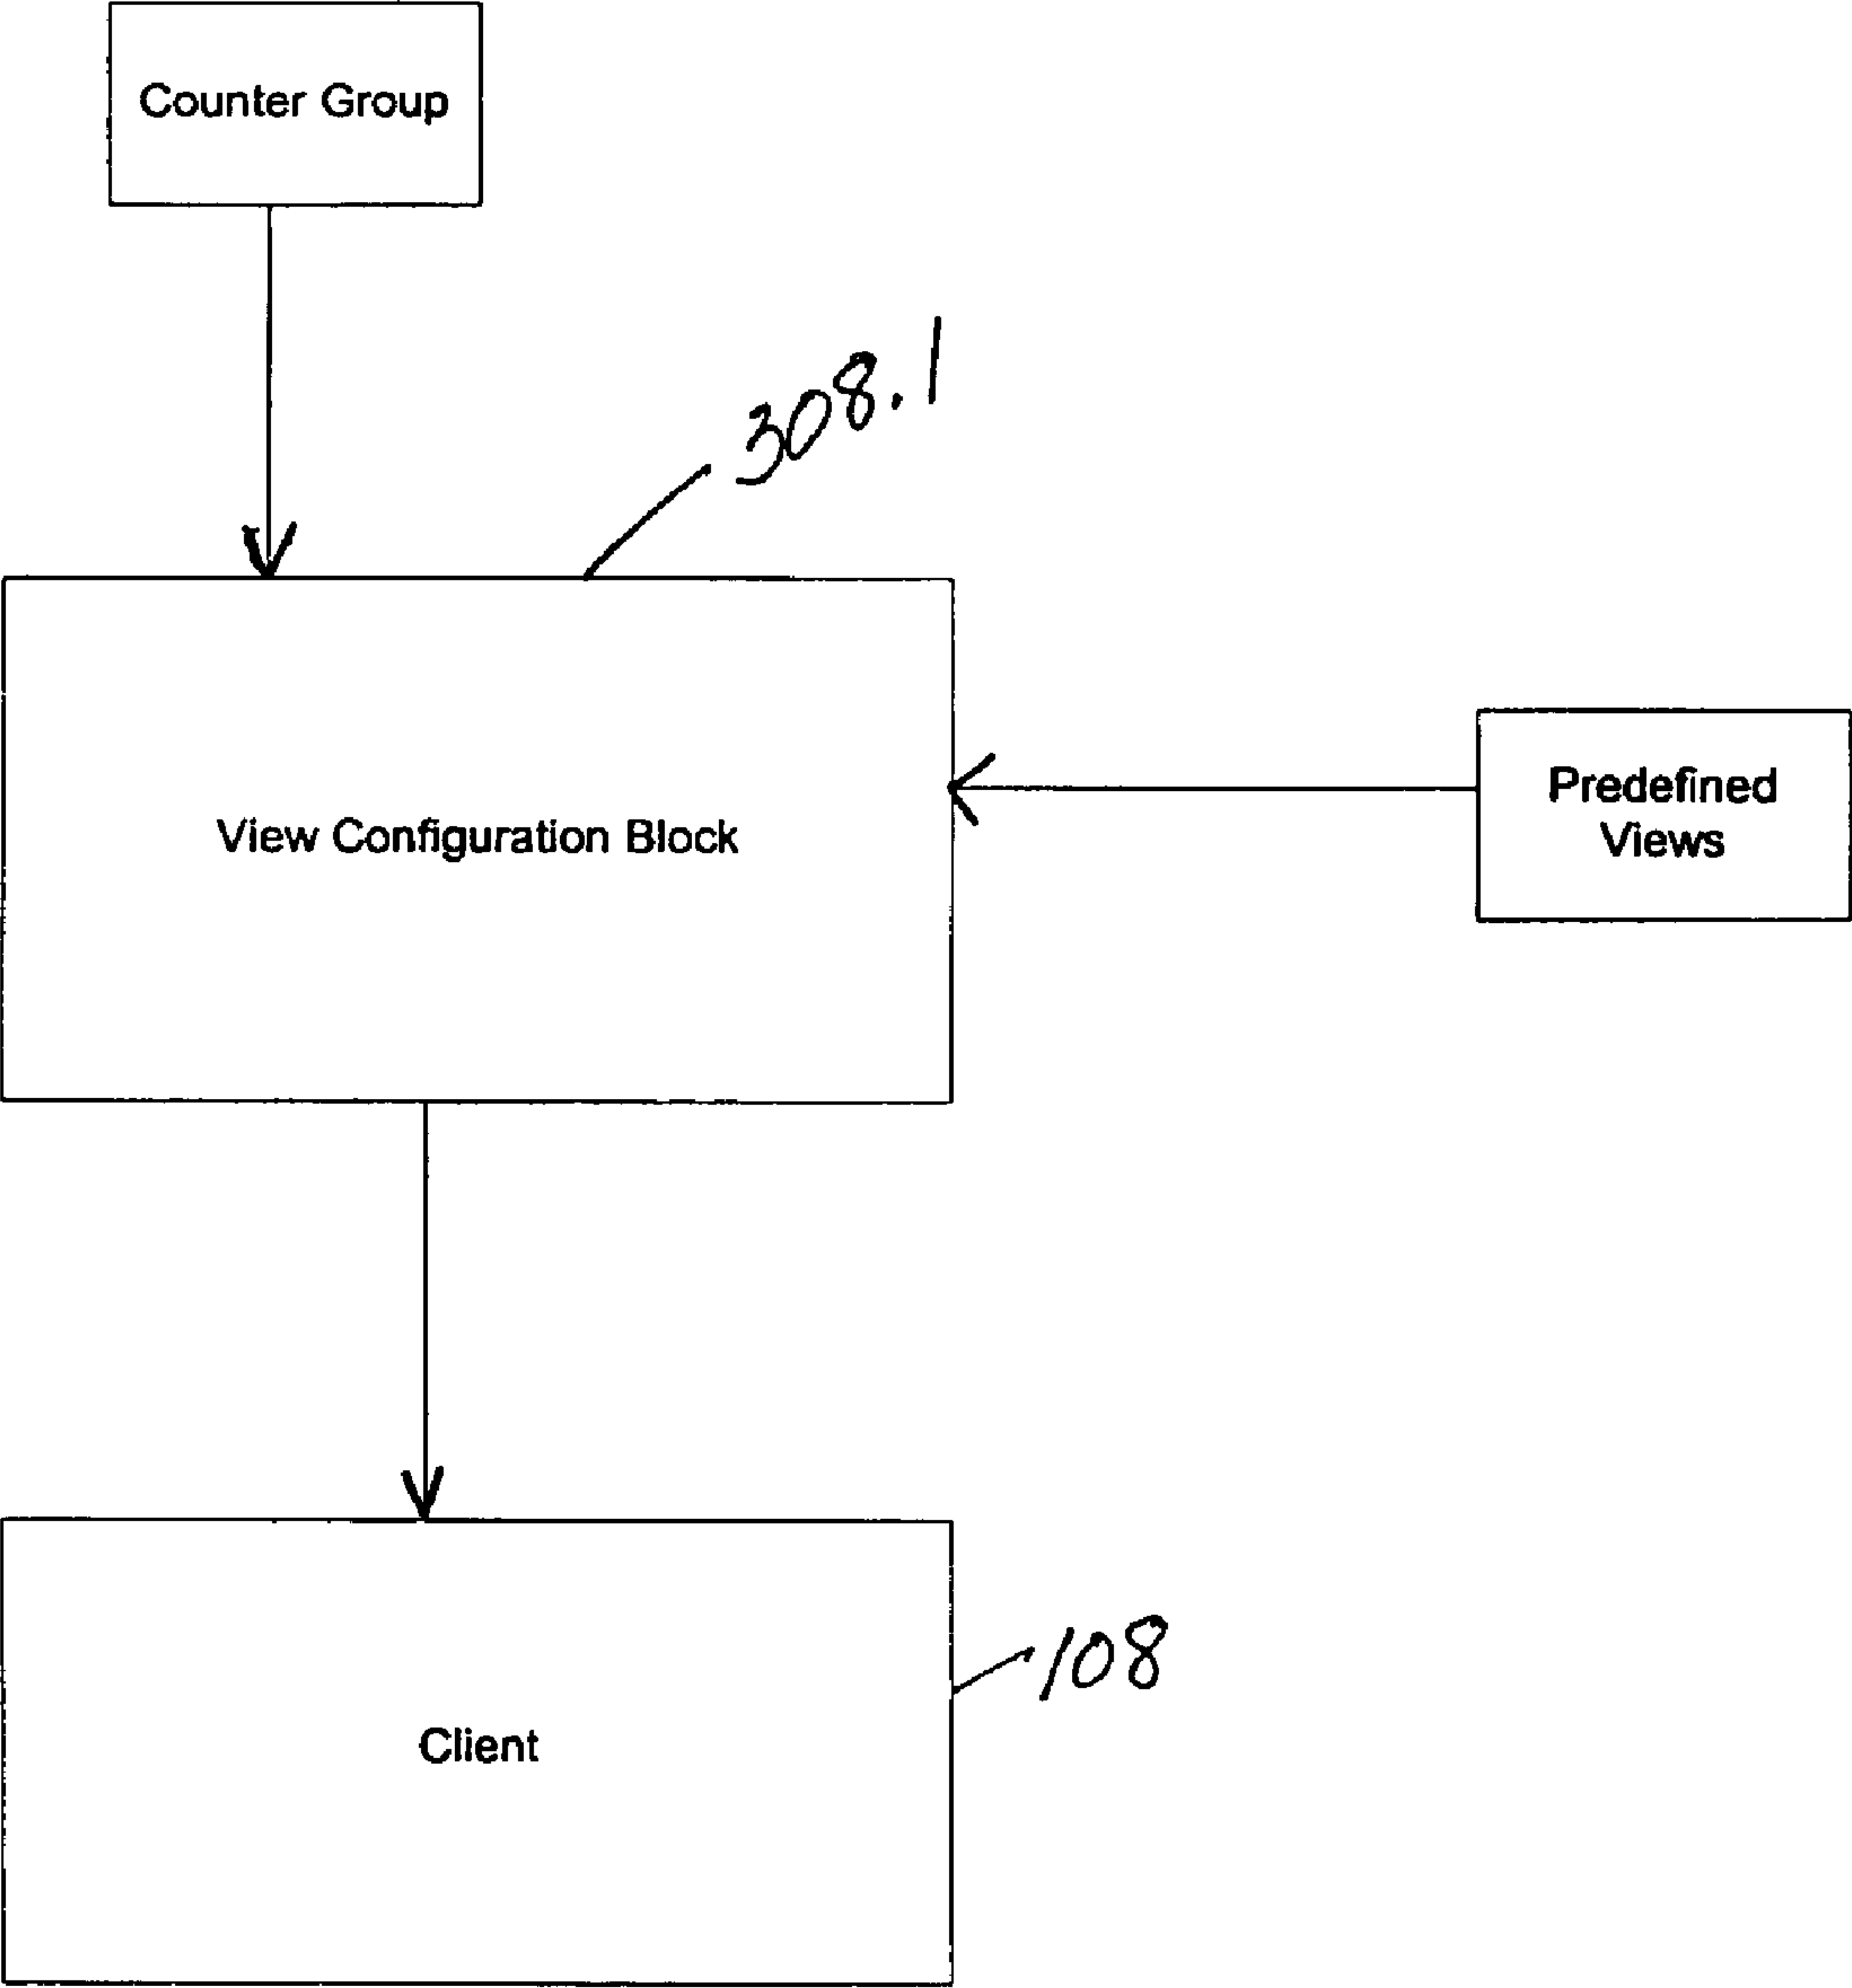 Counter Group
308.1
View Configuration Block
Predefined
Views
Client
108